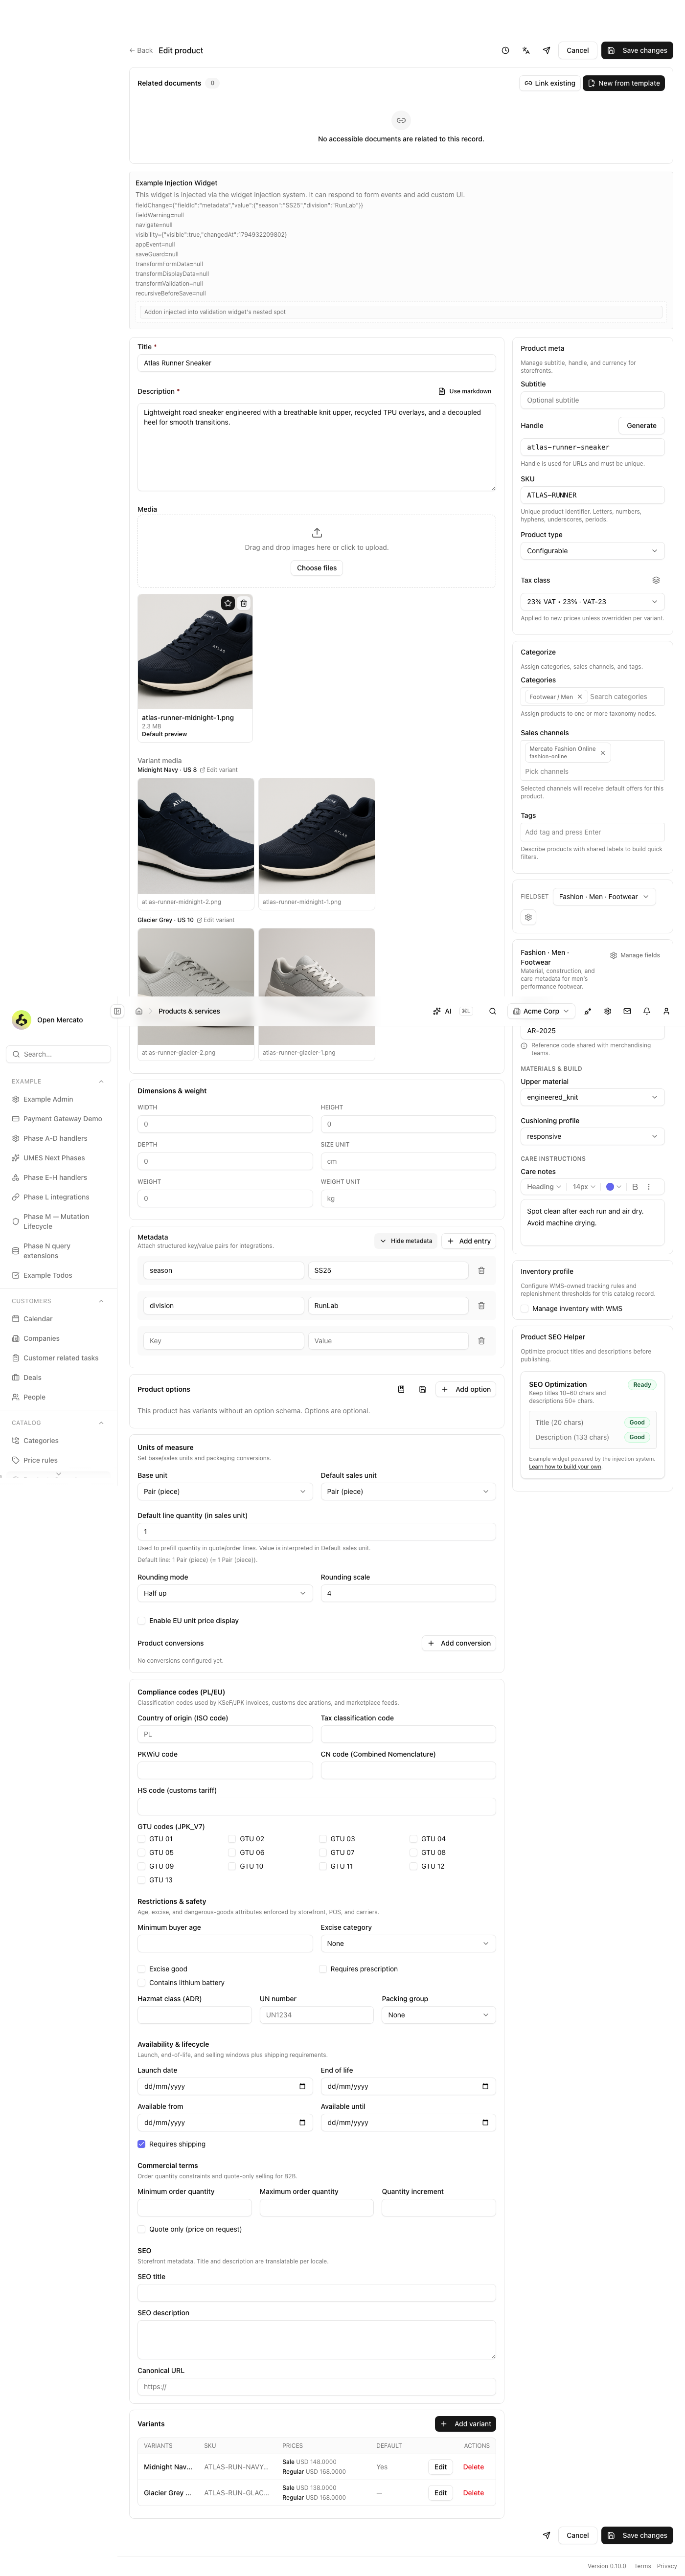 Back
Edit product
Cancel
Save changes
Related documents 0
Link existing
New from template
No accessible documents are related to this record.
Example Injection Widget
This widget is injected via the widget injection system. It can respond to form events and add custom UI.
fieldChange={"fieldId":"metadata","value":{"season":"SS25","division":"RunLab"}}
fieldWarning=null
navigate=null
visibility={"visible":true,"changedAt":1794932209802}
appEvent=null
saveGuard=null
transformFormData=null
transformDisplayData=null
transformValidation=null
recursiveBeforeSave=null
Addon injected into validation widget's nested spot
Title *
Atlas Runner Sneaker
Description *
Use markdown
Lightweight road sneaker engineered with a breathable knit upper, recycled TPU overlays, and a decoupled
heel for smooth transitions.
Media
Drag and drop images here or click to upload.
Choose files
atlas-runner-midnight-1.png
2.3 MB
Default preview
Variant media
Midnight Navy · US 8 Edit variant
ATLAS
ATLAS
atlas-runner-midnight-2.png
atlas-runner-midnight-1.png
Glacier Grey · US 10 Edit variant
Product meta
Manage subtitle, handle, and currency for
storefronts.
Subtitle
Optional subtitle
Handle
Generate
atlas-runner-sneaker
Handle is used for URLs and must be unique.
SKU
ATLAS-RUNNER
Unique product identifier. Letters, numbers,
hyphens, underscores, periods.
Product type
Configurable
Tax class
23% VAT • 23% · VAT-23
Applied to new prices unless overridden per variant.
Categorize
Assign categories, sales channels, and tags.
Categories
Footwear / Men
Search categories
Assign products to one or more taxonomy nodes.
Sales channels
Mercato Fashion Online
fashion-online
Pick channels
Selected channels will receive default offers for this
product.
Tags
Add tag and press Enter
Describe products with shared labels to build quick
filters.
FIELDSET
Fashion · Men · Footwear
Fashion · Men ·
Footwear
Manage fields
Material, construction, and
care metadata for men's
performance footwear.
Open Mercato
Products & services
AI ⌘L
Acme Corp
Search...
EXAMPLE
Example Admin
Payment Gateway Demo
Phase A-D handlers
UMES Next Phases
Phase E-H handlers
Phase L integrations
Phase M — Mutation
Lifecycle
Phase N query
extensions
Example Todos
CUSTOMERS
Calendar
Companies
Customer related tasks
Deals
People
CATALOG
Categories
Price rules
atlas-runner-glacier-2.png
atlas-runner-glacier-1.png
Dimensions & weight
WIDTH
HEIGHT
0
0
DEPTH
SIZE UNIT
0
cm
WEIGHT
WEIGHT UNIT
0
kg
Metadata
Attach structured key/value pairs for integrations.
Hide metadata
Add entry
season
SS25
division
RunLab
Key
Value
Product options
Add option
This product has variants without an option schema. Options are optional.
Units of measure
Set base/sales units and packaging conversions.
Base unit
Default sales unit
Pair (piece)
Pair (piece)
Default line quantity (in sales unit)
1
Used to prefill quantity in quote/order lines. Value is interpreted in Default sales unit.
Default line: 1 Pair (piece) (= 1 Pair (piece)).
Rounding mode
Rounding scale
Half up
4
Enable EU unit price display
Product conversions
Add conversion
No conversions configured yet.
AR-2025
Reference code shared with merchandising
teams.
MATERIALS & BUILD
Upper material
engineered_knit
Cushioning profile
responsive
CARE INSTRUCTIONS
Care notes
Heading
14px
B
Spot clean after each run and air dry.
Avoid machine drying.
Inventory profile
Configure WMS-owned tracking rules and
replenishment thresholds for this catalog record.
Manage inventory with WMS
Product SEO Helper
Optimize product titles and descriptions before
publishing.
SEO Optimization
Ready
Keep titles 10–60 chars and
descriptions 50+ chars.
Title (20 chars)
Good
Description (133 chars)
Good
Example widget powered by the injection system.
Learn how to build your own.
Compliance codes (PL/EU)
Classification codes used by KSeF/JPK invoices, customs declarations, and marketplace feeds.
Country of origin (ISO code)
Tax classification code
PL
PKWiU code
CN code (Combined Nomenclature)
HS code (customs tariff)
GTU codes (JPK_V7)
GTU 01
GTU 02
GTU 03
GTU 04
GTU 05
GTU 06
GTU 07
GTU 08
GTU 09
GTU 10
GTU 11
GTU 12
GTU 13
Restrictions & safety
Age, excise, and dangerous-goods attributes enforced by storefront, POS, and carriers.
Minimum buyer age
Excise category
None
Excise good
Requires prescription
Contains lithium battery
Hazmat class (ADR)
UN number
Packing group
UN1234
None
Availability & lifecycle
Launch, end-of-life, and selling windows plus shipping requirements.
Launch date
End of life
dd/mm/yyyy
dd/mm/yyyy
Available from
Available until
dd/mm/yyyy
dd/mm/yyyy
Requires shipping
Commercial terms
Order quantity constraints and quote-only selling for B2B.
Minimum order quantity
Maximum order quantity
Quantity increment
Quote only (price on request)
SEO
Storefront metadata. Title and description are translatable per locale.
SEO title
SEO description
Canonical URL
https://
Variants
Add variant
VARIANTS
SKU
PRICES
DEFAULT
ACTIONS
Midnight Nav...
ATLAS-RUN-NAVY...
Sale USD 148.0000
Regular USD 168.0000
Yes
Edit
Delete
Glacier Grey ...
ATLAS-RUN-GLAC...
Sale USD 138.0000
Regular USD 168.0000
—
Edit
Delete
Cancel
Save changes
Version 0.10.0
Terms
Privacy